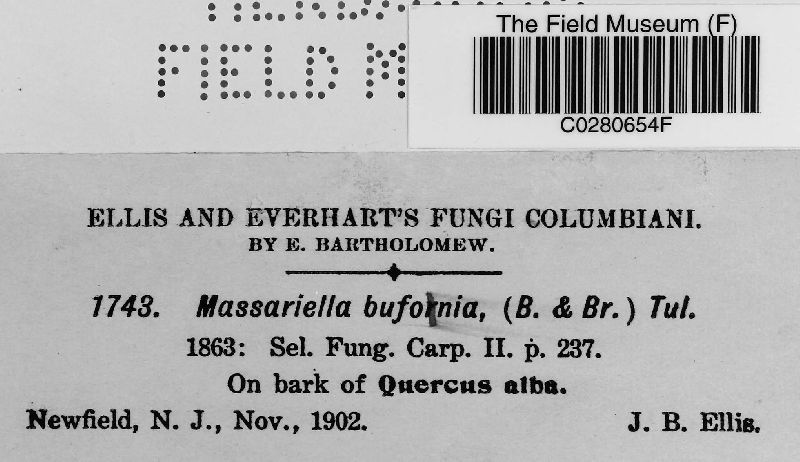 FIELD M
The Field Museum (F)
C0280654F
ELLIS AND EVERHART'S FUNGI COLUMBIANI.
BY E. BARTHOLOMEW.
1743. Massariella bufonia, (B. & Br.) Tul.
1863: Sel. Fung. Carp. II. p. 237.
On bark of Quercus alba.
Newfield, N. J., Nov., 1902. J. B. Ellis.